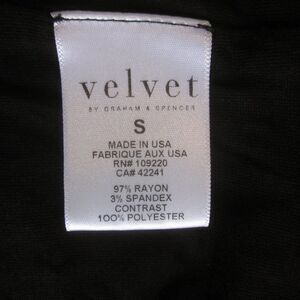 velvet
BY GRAHAM & SPENCER
S
MADE IN USA
FABRIQUE AUX USA
RN# 109220
CA# 42241
97% RAYON
3% SPANDEX
CONTRAST
100% POLYESTER